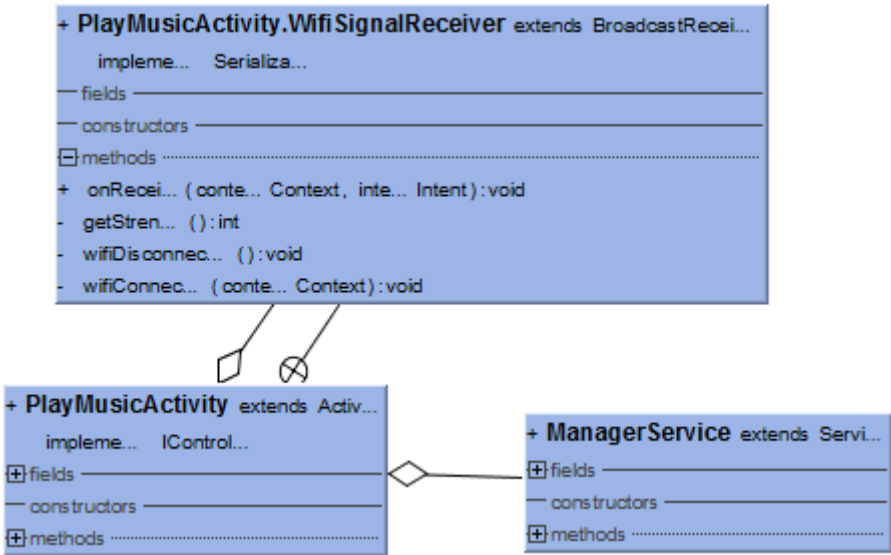 + PlayMusicActivity.WifiSignalReceiver extends BroadcastRecei...
impleme... Serializa...
fields
constructors
methods
+ onRecei... (conte... Context, inte... Intent):void
- getStren... ():int
- wifiDisconnec... ():void
- wifiConnec... (conte... Context):void
+ PlayMusicActivity extends Activ...
impleme... IControl...
fields
constructors
methods
+ ManagerService extends Servi...
fields
constructors
methods